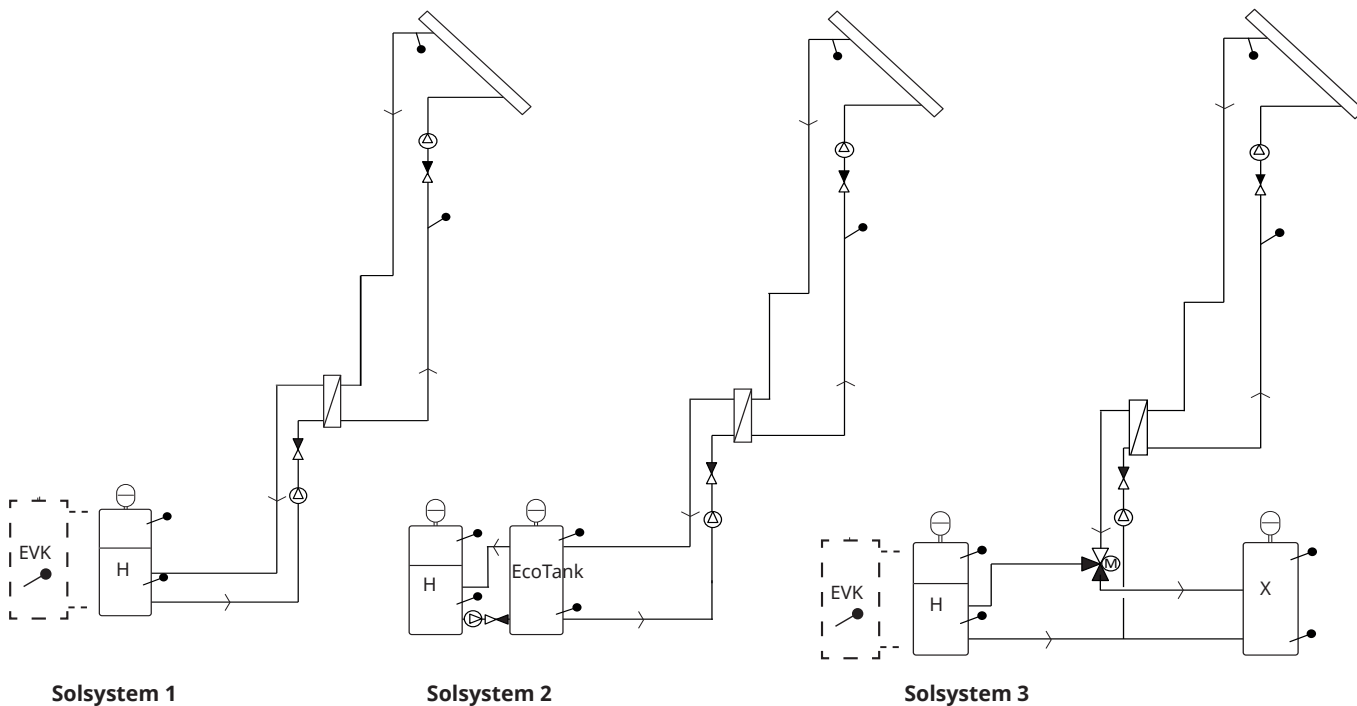 EVK
H
H
EcoTank
EVK
H
M
X
Solsystem 1
Solsystem 2
Solsystem 3